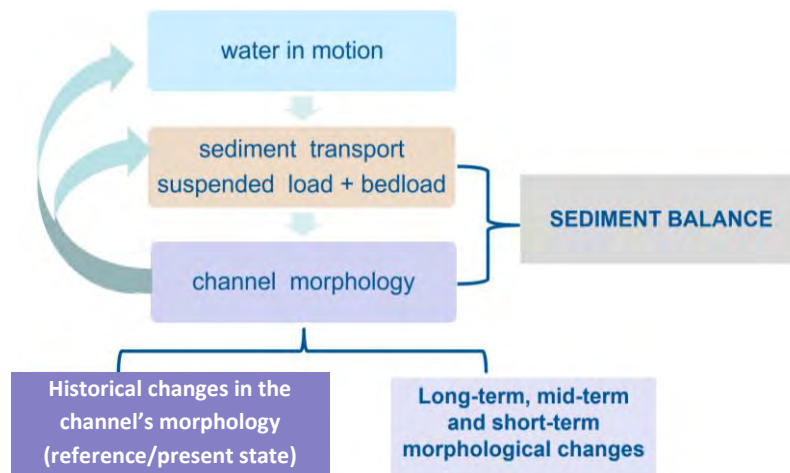 water in motion
sediment transport
suspended load + bedload
SEDIMENT BALANCE
channel morphology
Historical changes in the
channel's morphology
(reference/present state)
Long-term, mid-term
and short-term
morphological changes